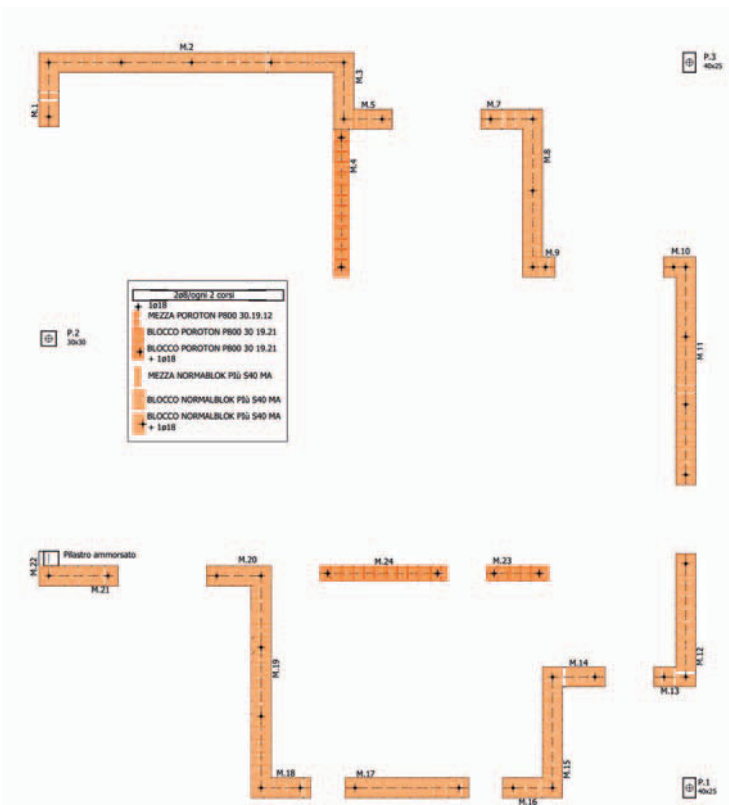 M.2
P.3
40x25
M.3
M.1
M.5
M.7
M.4
M.8
M.9
M.10
2ø8/ogni 2 corsi
1ø18
MEZZA POROTON P800 30.19.12
BLOCCO POROTON P800 30 19.21
BLOCCO POROTON P800 30 19.21
+ 1ø18
MEZZA NORMABLOK PIù S40 MA
BLOCCO NORMALBLOK PIù S40 MA
BLOCCO NORMALBLOK PIù S40 MA
+ 1ø18
P.2
30x30
M.11
Pilastro ammorsato
M.22
M.21
M.20
M.24
M.23
M.19
M.14
M.12
M.13
M.15
M.18
M.17
M.16
P.1
40x25